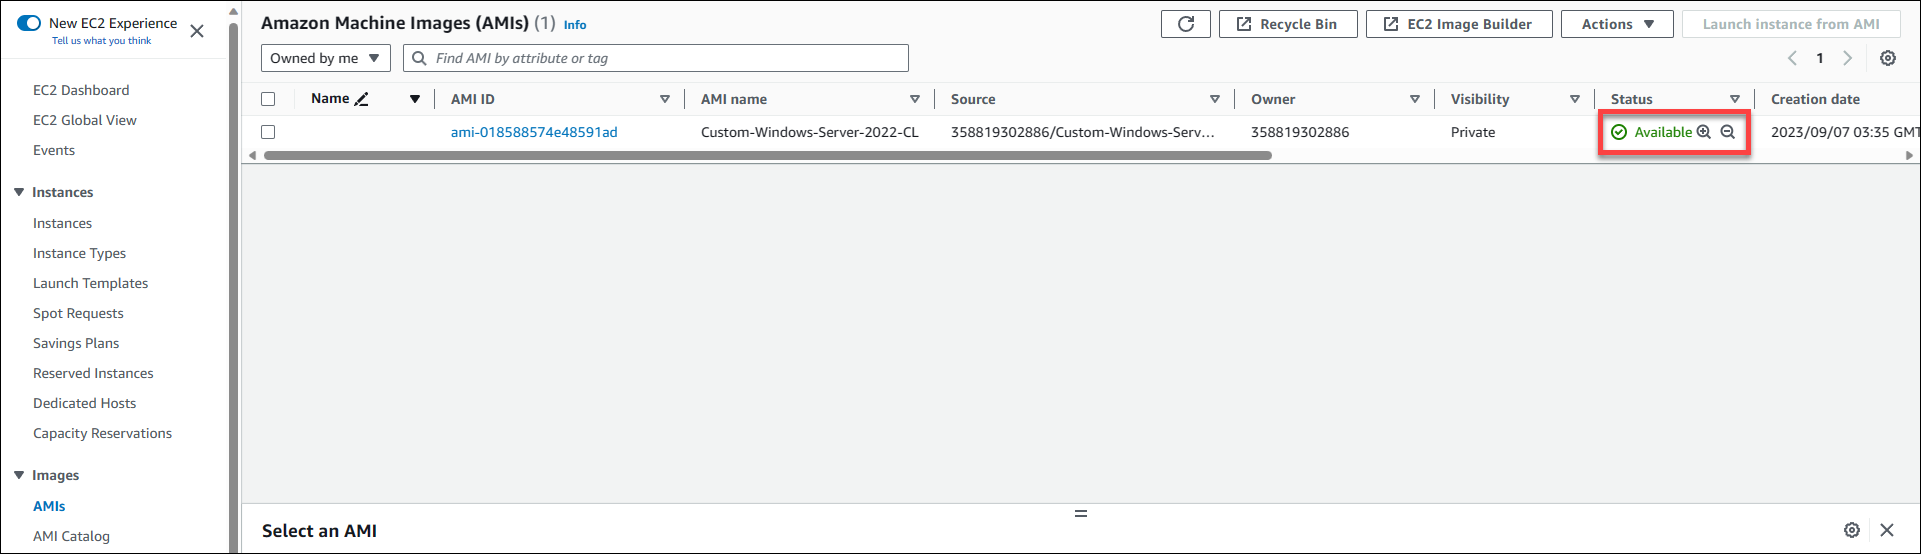 New EC2 Experience
Tell us what you think
EC2 Dashboard
EC2 Global View
Events
Instances
Instances
Instance Types
Launch Templates
Spot Requests
Savings Plans
Reserved Instances
Dedicated Hosts
Capacity Reservations
Images
AMIs
AMI Catalog
Amazon Machine Images (AMIs) (1) Info
Recycle Bin
EC2 Image Builder
Actions
Launch instance from AMI
Owned by me
Find AMI by attribute or tag
1
Name AMI ID AMI name Source Owner Visibility Status Creation date
ami-018588574e48591ad Custom-Windows-Server-2022-CL 358819302886/Custom-Windows-Serv... 358819302886 Private Available 2023/09/07 03:35 GMT
Select an AMI